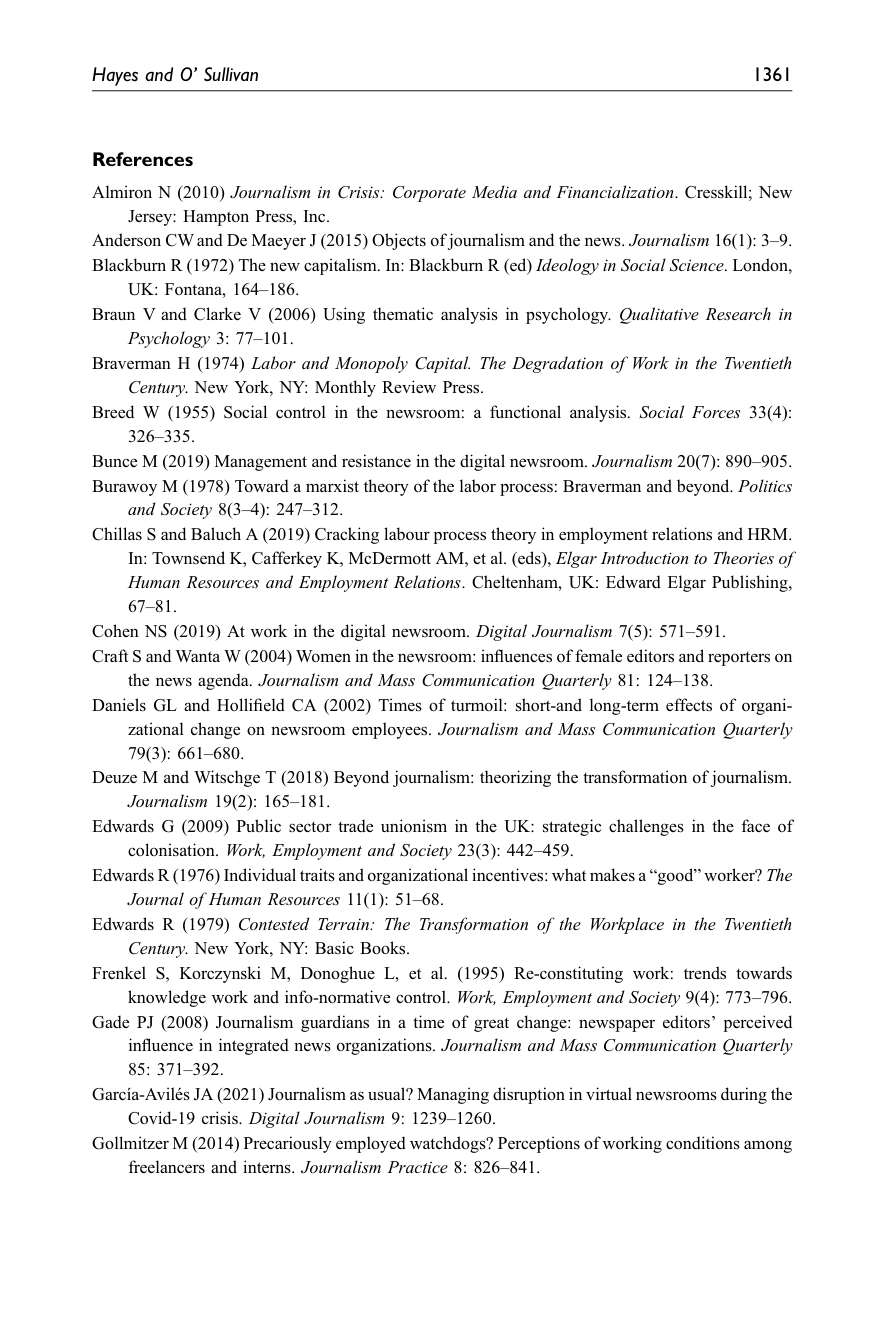 Hayes and O’ Sullivan 1361
References
Almiron N (2010) Journalism in Crisis: Corporate Media and Financialization. Cresskill; New
Jersey: Hampton Press, Inc.
Anderson CW and De Maeyer J (2015) Objects of journalism and the news. Journalism 16(1): 3–9.
Blackburn R (1972) The new capitalism. In: Blackburn R (ed) Ideology in Social Science. London,
UK: Fontana, 164–186.
Braun V and Clarke V (2006) Using thematic analysis in psychology. Qualitative Research in
Psychology 3: 77–101.
Braverman H (1974) Labor and Monopoly Capital. The Degradation of Work in the Twentieth
Century. New York, NY: Monthly Review Press.
Breed W (1955) Social control in the newsroom: a functional analysis. Social Forces 33(4):
326–335.
Bunce M (2019) Management and resistance in the digital newsroom. Journalism 20(7): 890–905.
Burawoy M (1978) Toward a marxist theory of the labor process: Braverman and beyond. Politics
and Society 8(3–4): 247–312.
Chillas S and Baluch A (2019) Cracking labour process theory in employment relations and HRM.
In: Townsend K, Cafferkey K, McDermott AM, et al. (eds), Elgar Introduction to Theories of
Human Resources and Employment Relations. Cheltenham, UK: Edward Elgar Publishing,
67–81.
Cohen NS (2019) At work in the digital newsroom. Digital Journalism 7(5): 571–591.
Craft S and Wanta W (2004) Women in the newsroom: influences of female editors and reporters on
the news agenda. Journalism and Mass Communication Quarterly 81: 124–138.
Daniels GL and Hollifield CA (2002) Times of turmoil: short-and long-term effects of organi-
zational change on newsroom employees. Journalism and Mass Communication Quarterly
79(3): 661–680.
Deuze M and Witschge T (2018) Beyond journalism: theorizing the transformation of journalism.
Journalism 19(2): 165–181.
Edwards G (2009) Public sector trade unionism in the UK: strategic challenges in the face of
colonisation. Work, Employment and Society 23(3): 442–459.
Edwards R (1976) Individual traits and organizational incentives: what makes a “good” worker? The
Journal of Human Resources 11(1): 51–68.
Edwards R (1979) Contested Terrain: The Transformation of the Workplace in the Twentieth
Century. New York, NY: Basic Books.
Frenkel S, Korczynski M, Donoghue L, et al. (1995) Re-constituting work: trends towards
knowledge work and info-normative control. Work, Employment and Society 9(4): 773–796.
Gade PJ (2008) Journalism guardians in a time of great change: newspaper editors’ perceived
influence in integrated news organizations. Journalism and Mass Communication Quarterly
85: 371–392.
García-Avilés JA (2021) Journalism as usual? Managing disruption in virtual newsrooms during the
Covid-19 crisis. Digital Journalism 9: 1239–1260.
Gollmitzer M (2014) Precariously employed watchdogs? Perceptions of working conditions among
freelancers and interns. Journalism Practice 8: 826–841.